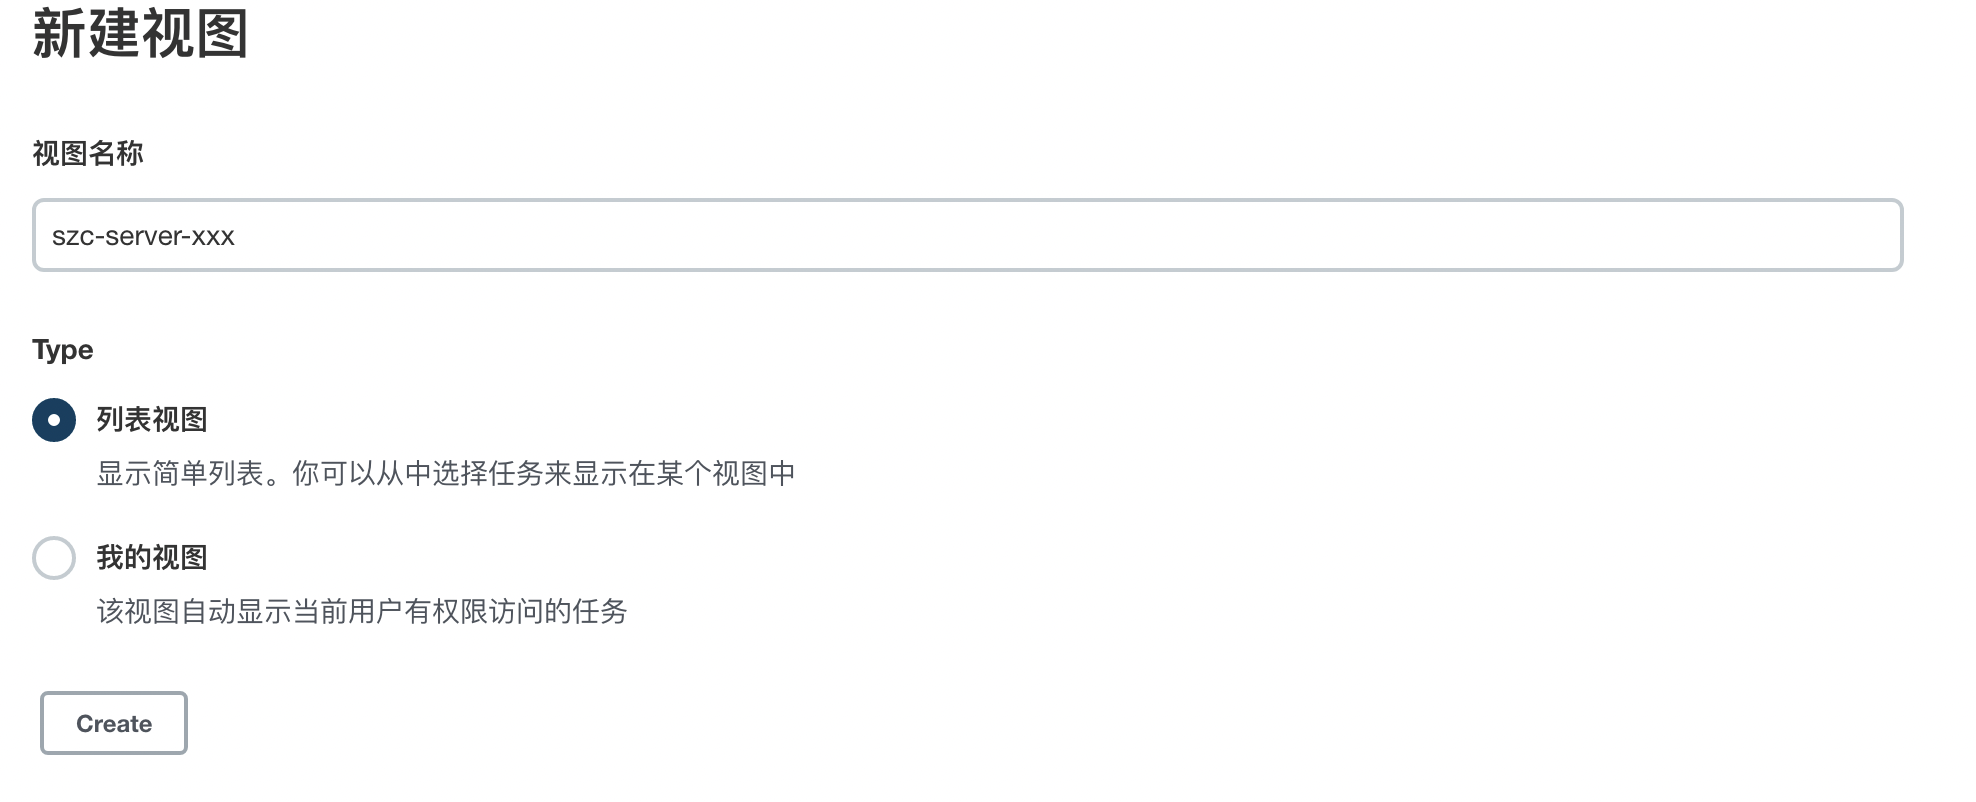 新建视图
视图名称
szc-server-xxx
Type
列表视图
显示简单列表。你可以从中选择任务来显示在某个视图中
我的视图
该视图自动显示当前用户有权限访问的任务
Create